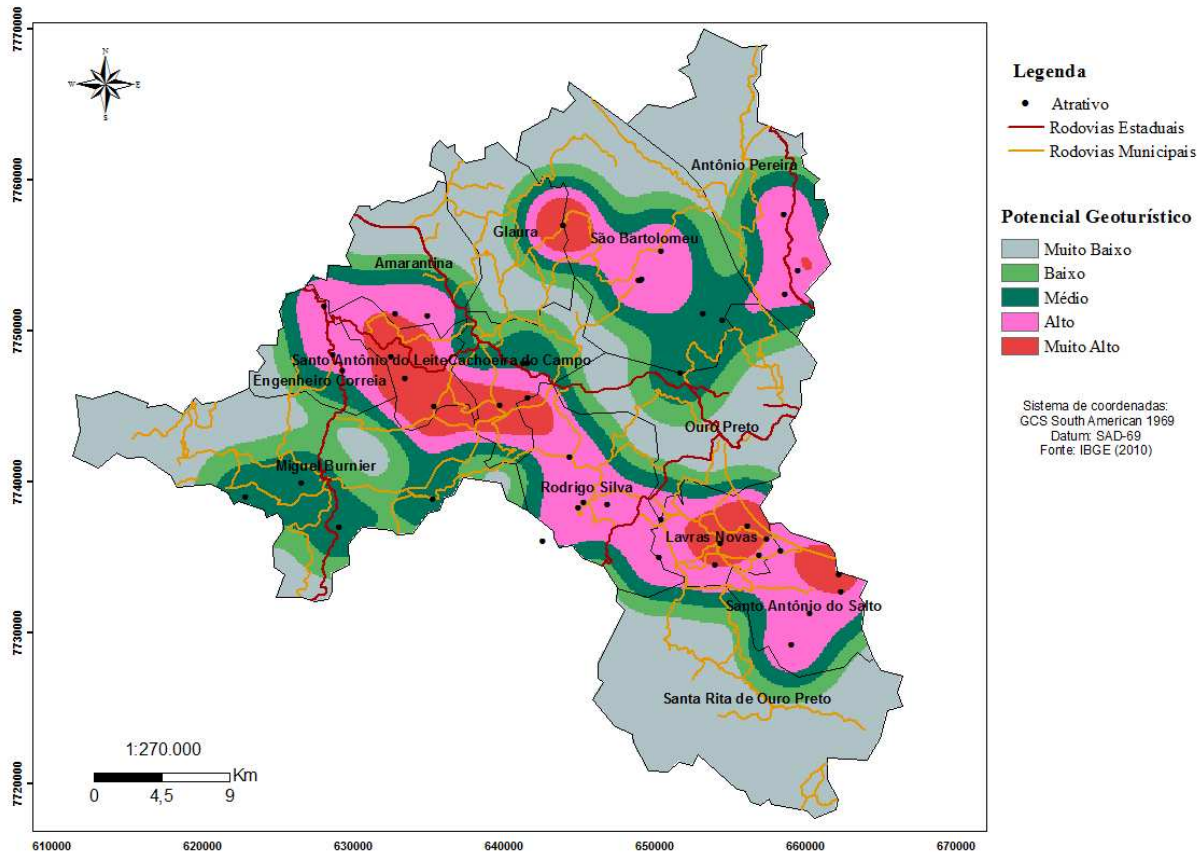 7770000
7760000
7750000
7740000
7730000
7720000
N
W
E
S
Antônio Pereira
Glaura
São Bartolomeu
Amarantina
Santo Antônio do Leite
Cachoeira do Campo
Engenheiro Correia
Ouro Preto
Miguel Burnier
Rodrigo Silva
Lavras Novas
Santo Antônio do Salto
Santa Rita de Ouro Preto
1:270.000
Km
0 4,5 9
610000 620000 630000 640000 650000 660000 670000
Legenda
Atrativo
Rodovias Estaduais
Rodovias Municipais
Potencial Geoturístico
Muito Baixo
Baixo
Médio
Alto
Muito Alto
Sistema de coordenadas:
GCS South American 1969
Datum: SAD-69
Fonte: IBGE (2010)